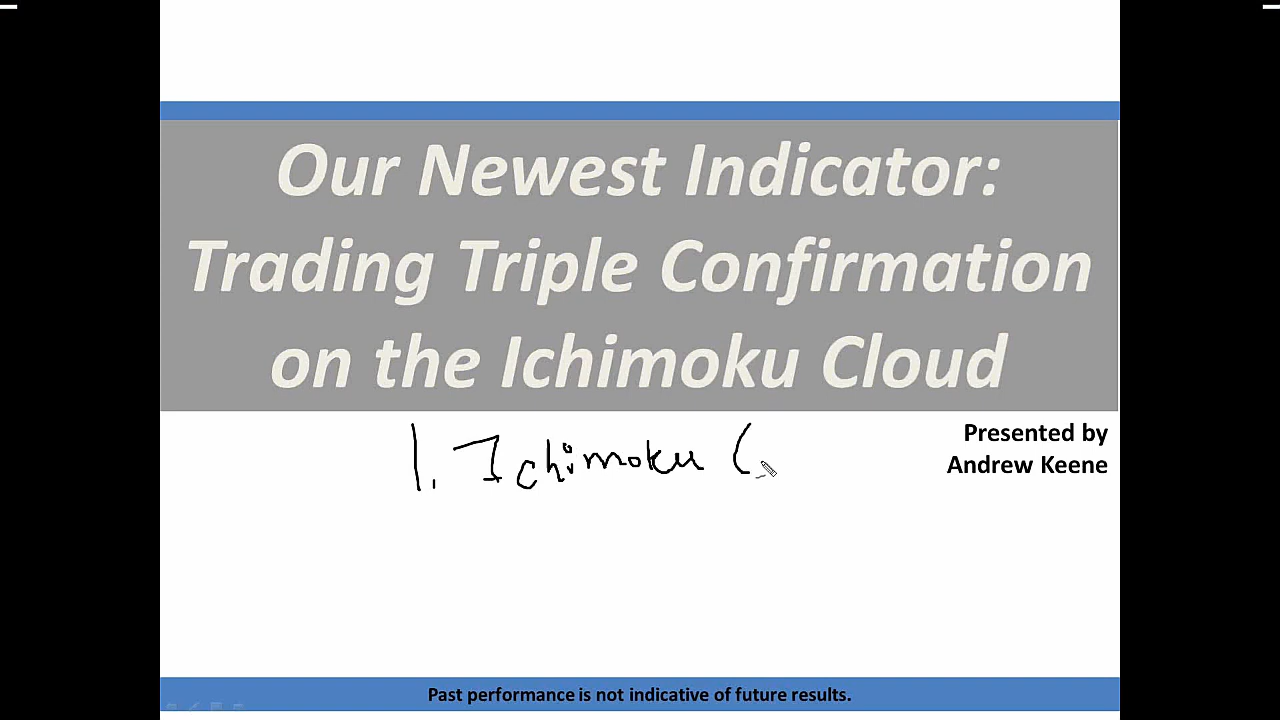 Our Newest Indicator:
Trading Triple Confirmation
on the Ichimoku Cloud
Presented by
Andrew Keene
1. Ichimoku C
Past performance is not indicative of future results.